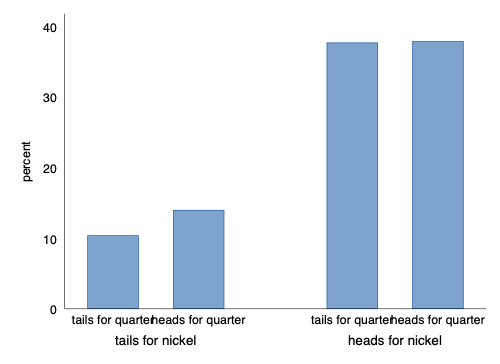 40
30
20
10
0
percent
tails for quarter heads for quarter tails for quarter heads for quarter
tails for nickel heads for nickel